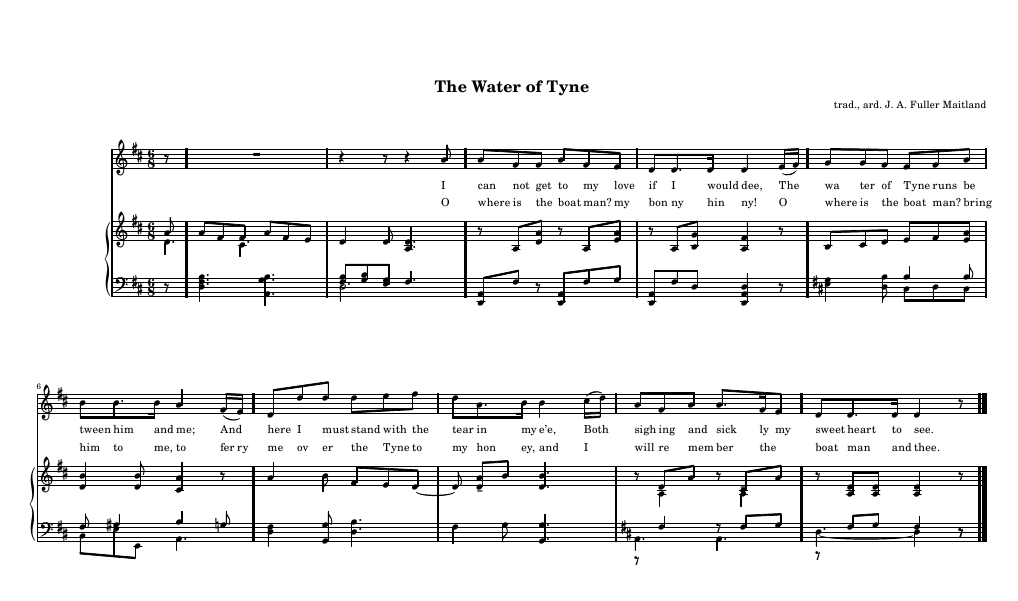 The Water of Tyne
trad., ard. J. A. Fuller Maitland
I can not get to my love if I would dee, The wa ter of Tyne runs be
O where is the boat man? my bon ny hin ny! O where is the boat man? bring
6
tween him and me; And here I must stand with the tear in my e'e, Both sigh ing and sick ly my sweet heart to see.
him to me, to fer ry me ov er the Tyne to my hon ey, and I will re mem ber the boat man and thee.